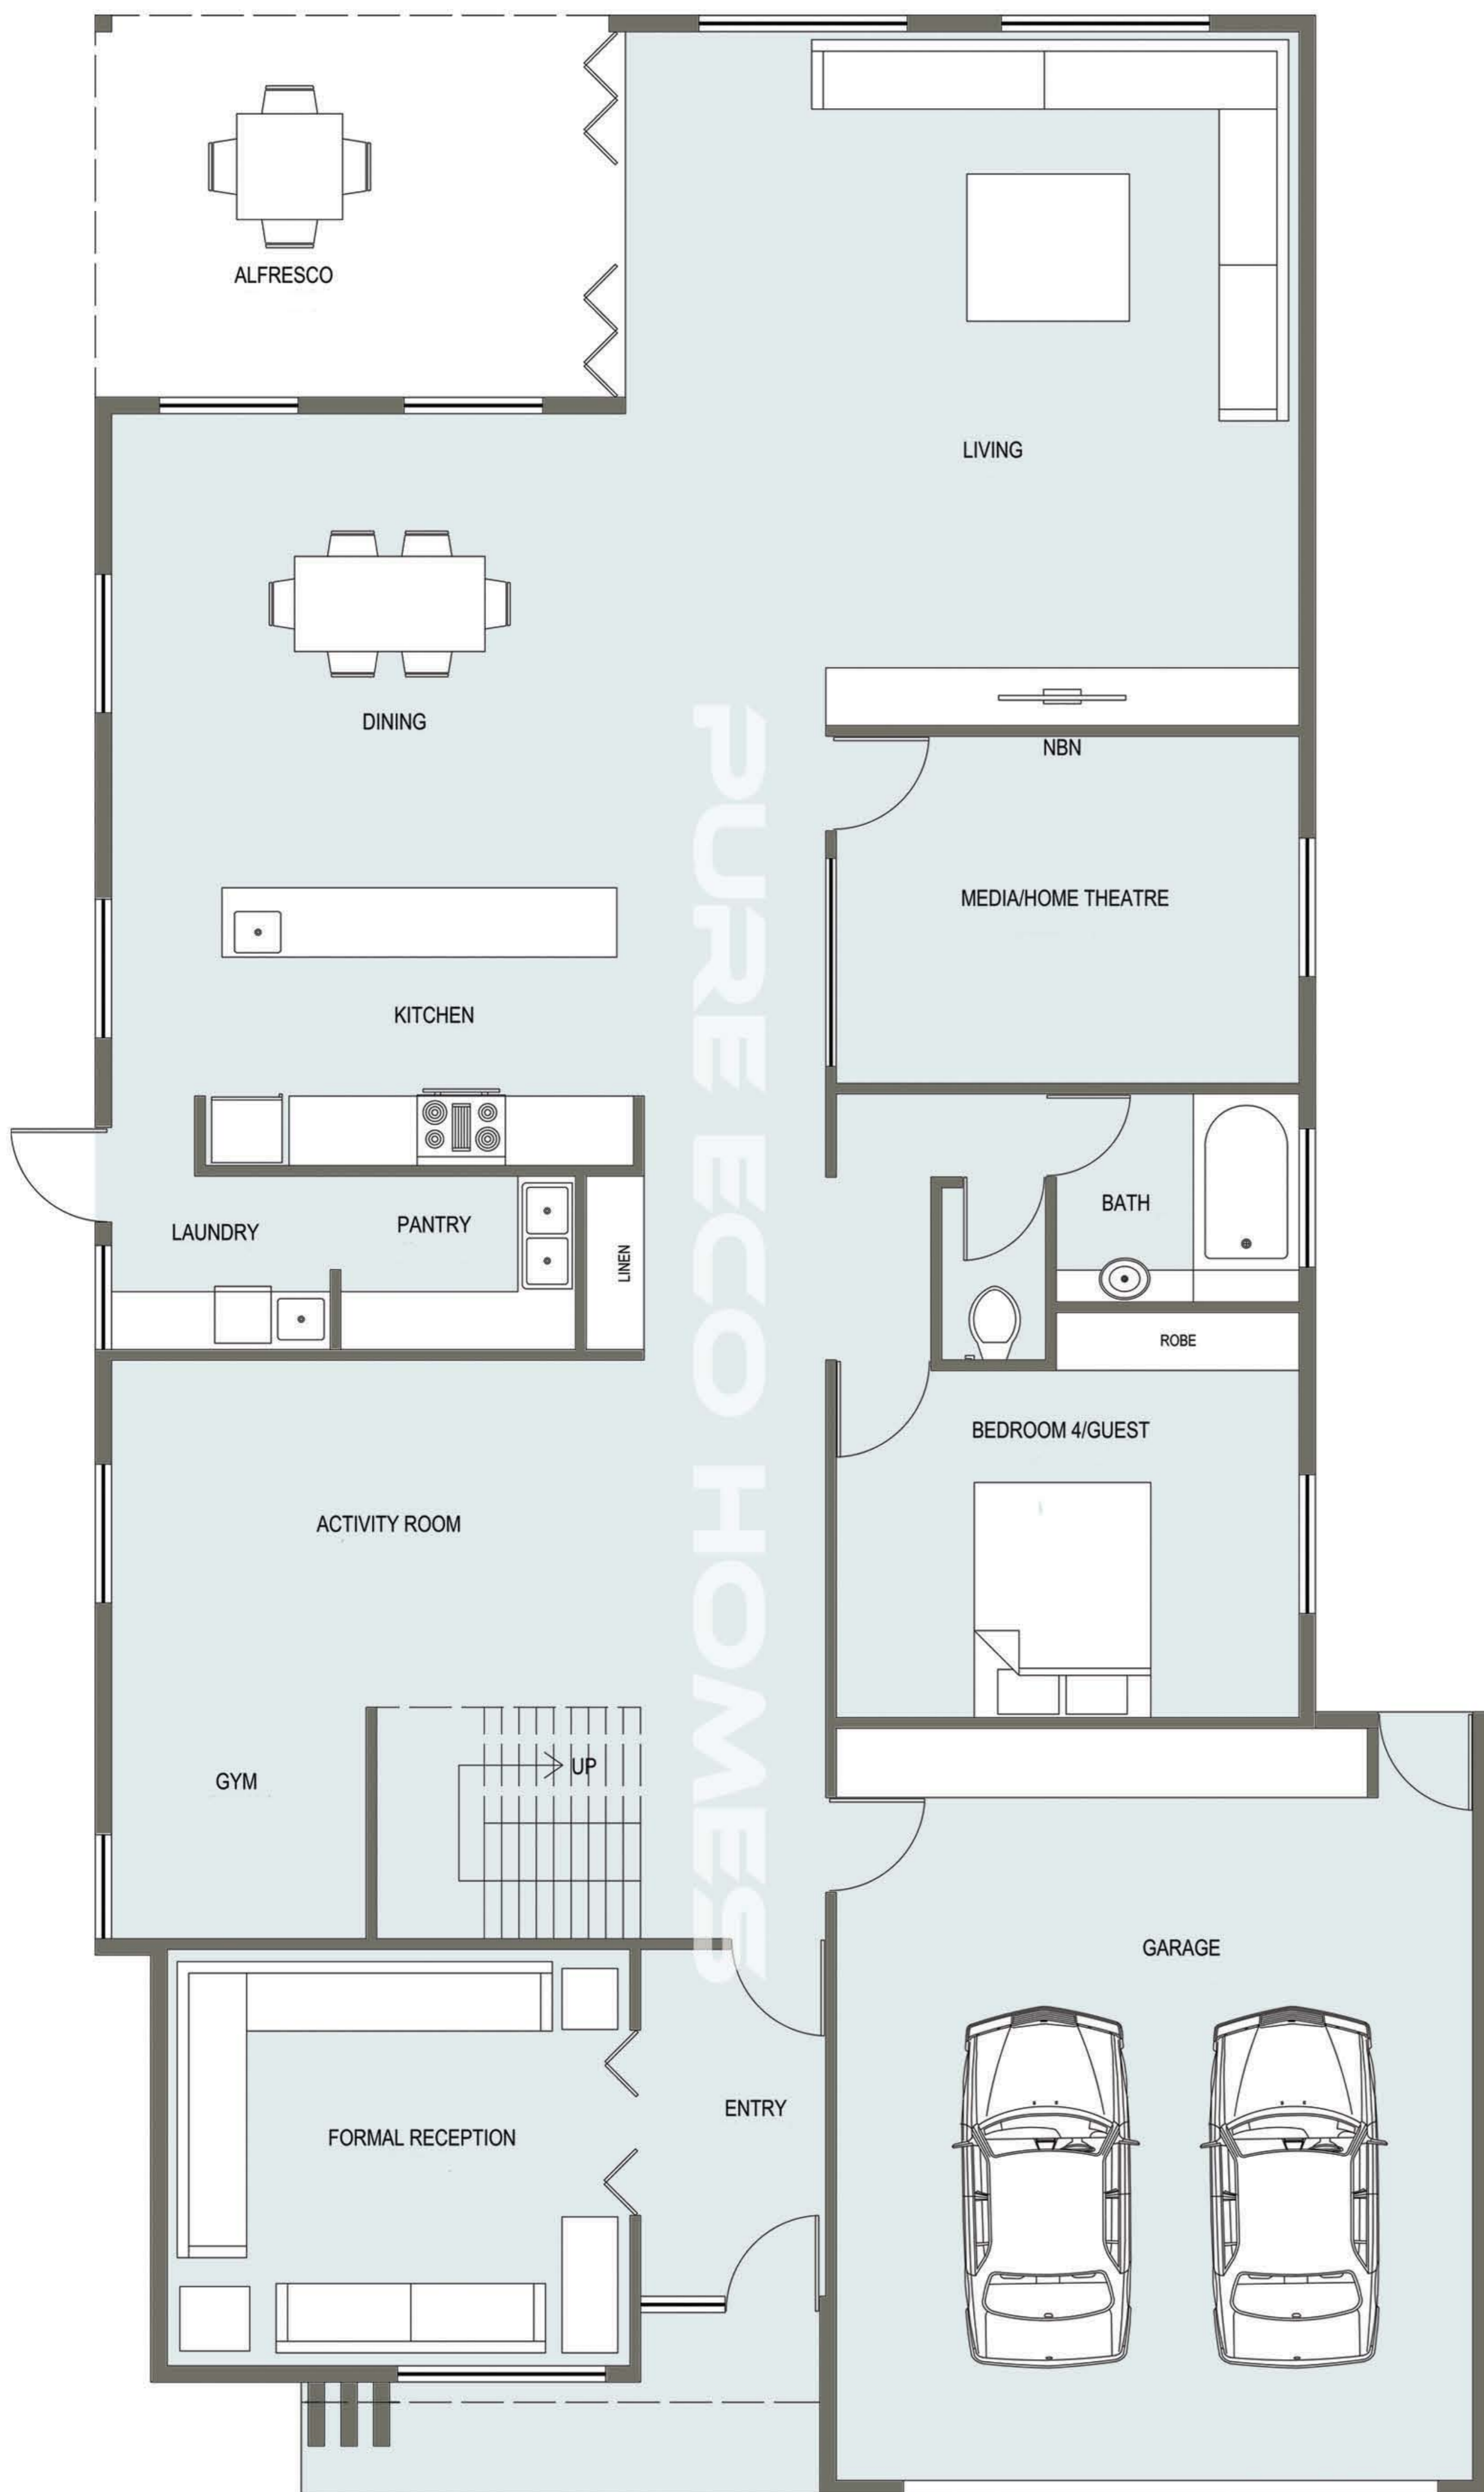 ALFRESCO
LIVING
DINING
NBN
MEDIA/HOME THEATRE
KITCHEN
LAUNDRY
PANTRY
LINEN
BATH
ROBE
BEDROOM 4/GUEST
ACTIVITY ROOM
UP
GYM
GARAGE
ENTRY
FORMAL RECEPTION
PURE ECO HOMES